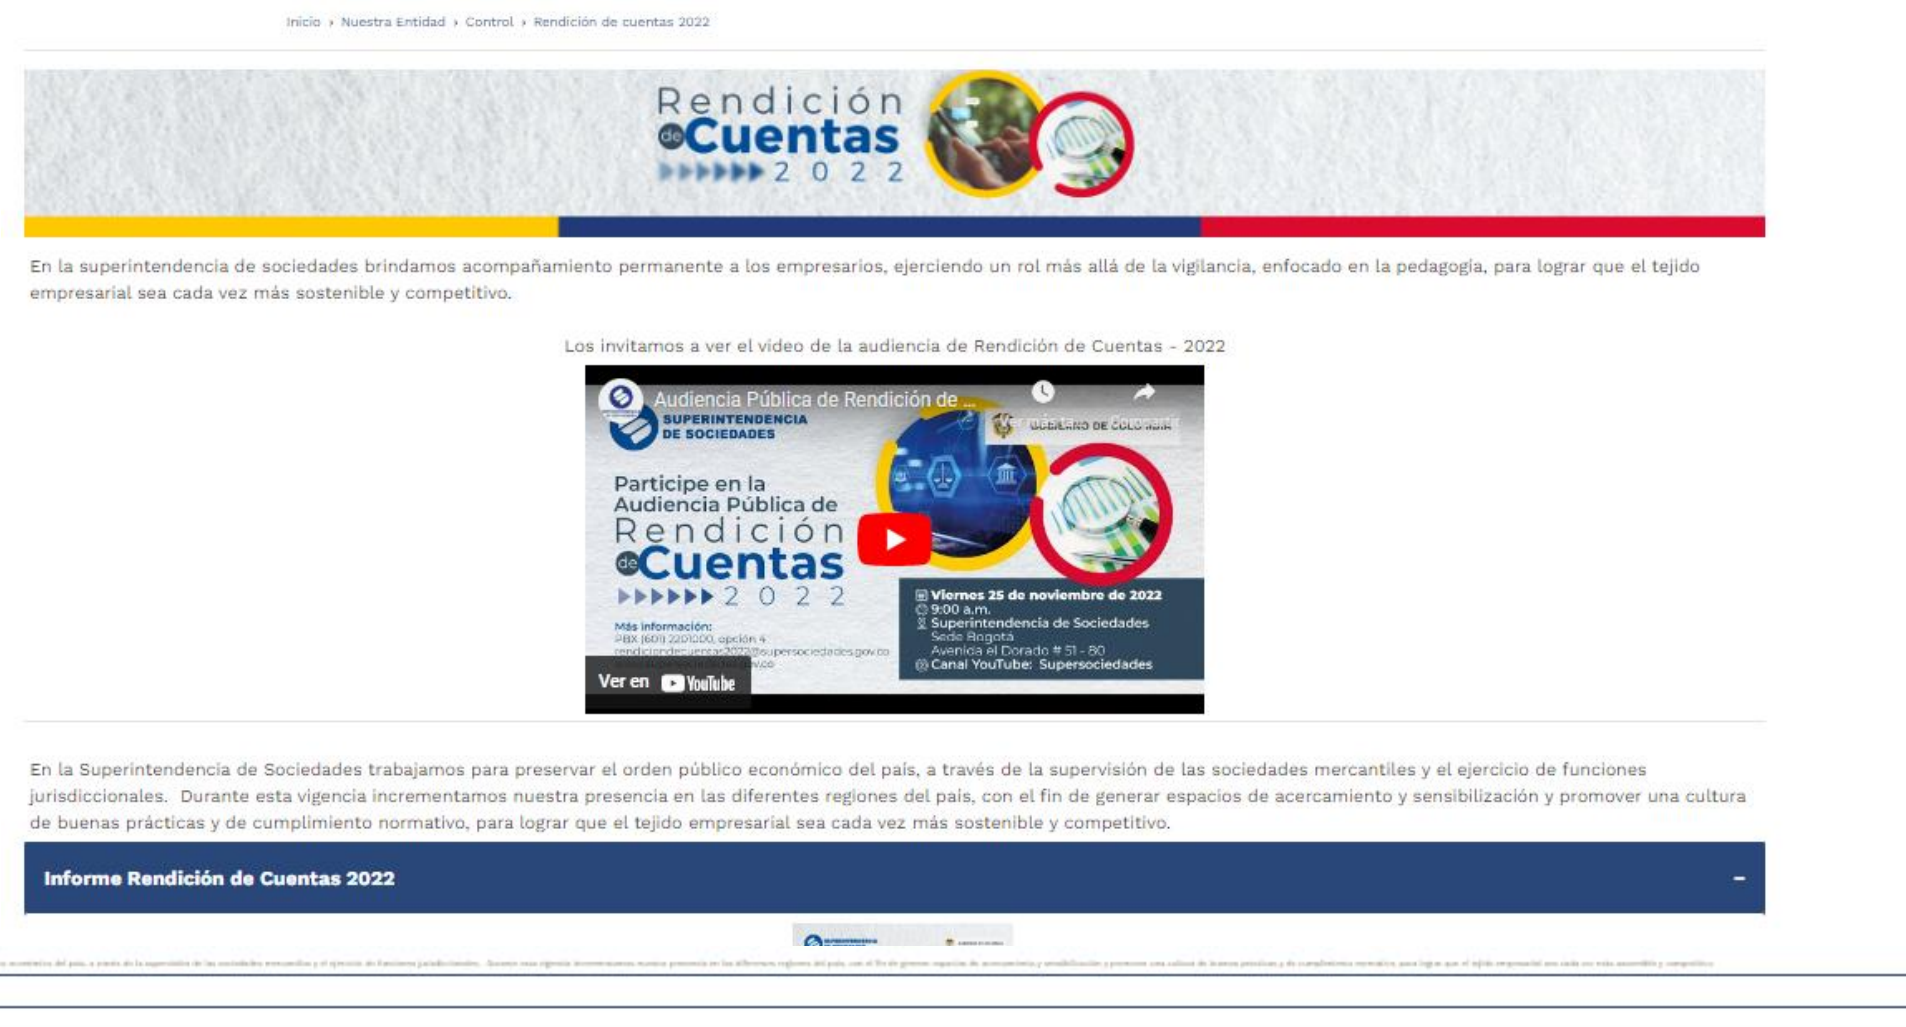 Inicio › Nuestra Entidad › Control › Rendición de cuentas 2022
Rendición
de Cuentas
2022
En la superintendencia de sociedades brindamos acompañamiento permanente a los empresarios, ejerciendo un rol más allá de la vigilancia, enfocado en la pedagogía, para lograr que el tejido
empresarial sea cada vez más sostenible y competitivo.
Los invitamos a ver el video de la audiencia de Rendición de Cuentas - 2022
Audiencia Pública de Rendición de ...
SUPERINTENDENCIA
DE SOCIEDADES
GOBIERNO DE COLOMBIA
Participe en la
Audiencia Pública de
Rendición
de Cuentas
2022
Más información:
PBX (601) 2201000, opción 4
rendiciondecuentas2022@supersociedades.gov.co
Viernes 25 de noviembre de 2022
9:00 a.m.
Superintendencia de Sociedades
Sede Bogotá
Avenida el Dorado # 51 - 80
Canal YouTube: Supersociedades
Ver en YouTube
En la Superintendencia de Sociedades trabajamos para preservar el orden público económico del país, a través de la supervisión de las sociedades mercantiles y el ejercicio de funciones
jurisdiccionales. Durante esta vigencia incrementamos nuestra presencia en las diferentes regiones del país, con el fin de generar espacios de acercamiento y sensibilización y promover una cultura
de buenas prácticas y de cumplimiento normativo, para lograr que el tejido empresarial sea cada vez más sostenible y competitivo.
Informe Rendición de Cuentas 2022